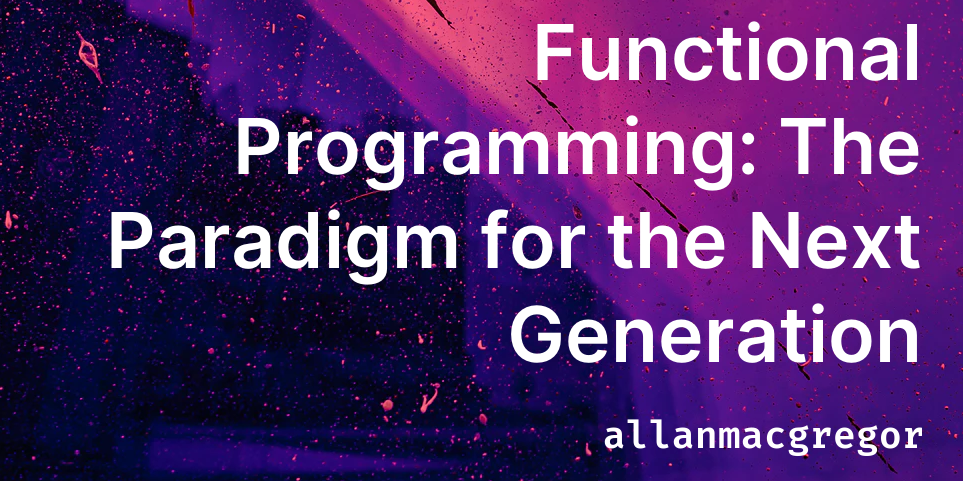 Functional
Programming: The
Paradigm for the Next
Generation
allanmacgregor